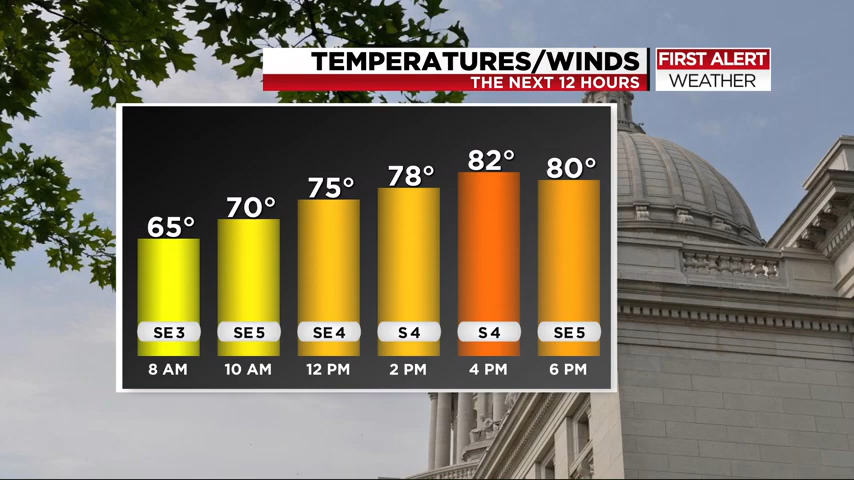 TEMPERATURES/WINDS
THE NEXT 12 HOURS
FIRST ALERT
WEATHER
65° 70° 75° 78° 82° 80°
SE 3 SE 5 SE 4 S 4 S 4 SE 5
8 AM 10 AM 12 PM 2 PM 4 PM 6 PM